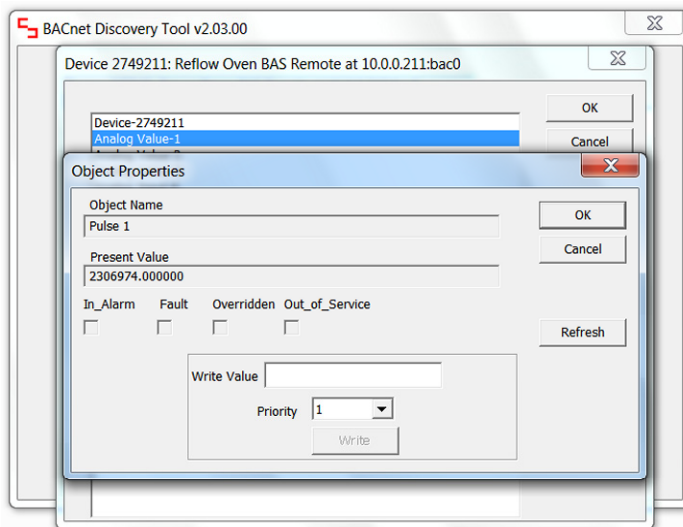 BACnet Discovery Tool v2.03.00
Device 2749211: Reflow Oven BAS Remote at 10.0.0.211:bac0
OK
Device-2749211
Analog Value-1
Cancel
Object Properties
Object Name
Pulse 1
OK
Cancel
Present Value
2306974.000000
In_Alarm Fault Overridden Out_of_Service
Refresh
Write Value
Priority 1
Write